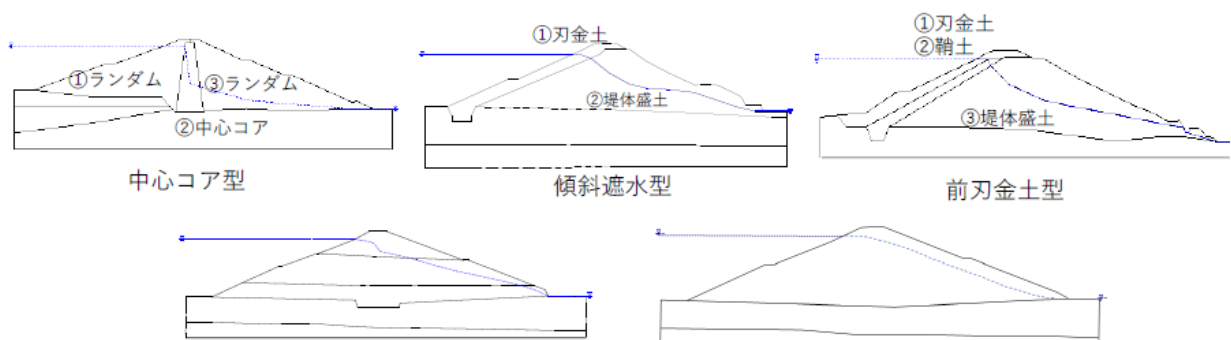 ①ランダム
③ランダム
②中心コア
中心コア型
①刃金土
②堤体盛土
傾斜遮水型
①刃金土
②鞘土
③堤体盛土
前刃金土型